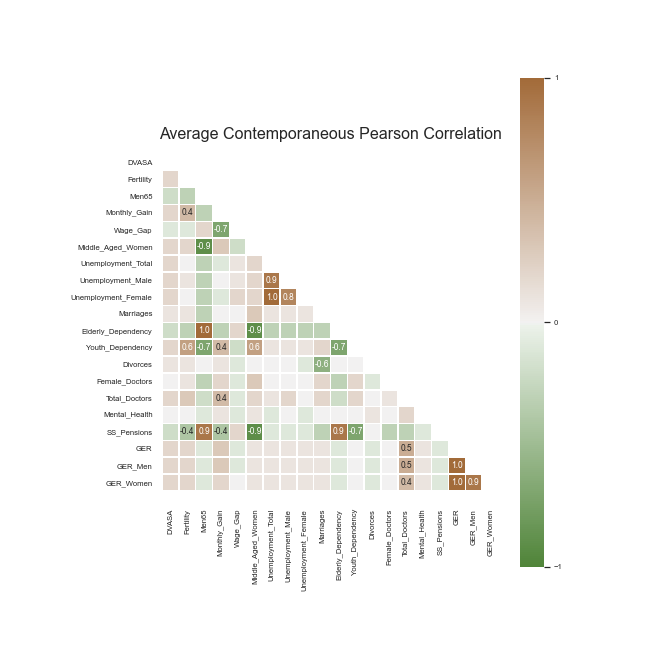 1
Average Contemporaneous Pearson Correlation
DVASA
Fertility
Men65
Monthly_Gain 0.4
Wage_Gap -0.7
Middle_Aged_Women -0.9
Unemployment_Total
Unemployment_Male 0.9
Unemployment_Female 1.0 0.8
Marriages
0
Elderly_Dependency 1.0 -0.9
Youth_Dependency 0.6 -0.7 0.4 0.6 -0.7
Divorces -0.6
Female_Doctors
Total_Doctors 0.4
Mental_Health
SS_Pensions -0.4 0.9 -0.4 -0.9 0.9 -0.7
GER 0.5
GER_Men 0.5 1.0
GER_Women 0.4 1.0 0.9
DVASA
Fertility
Men65
Monthly_Gain
Wage_Gap
Middle_Aged_Women
Unemployment_Total
Unemployment_Male
Unemployment_Female
Marriages
Elderly_Dependency
Youth_Dependency
Divorces
Female_Doctors
Total_Doctors
Mental_Health
SS_Pensions
GER
GER_Men
GER_Women
−1